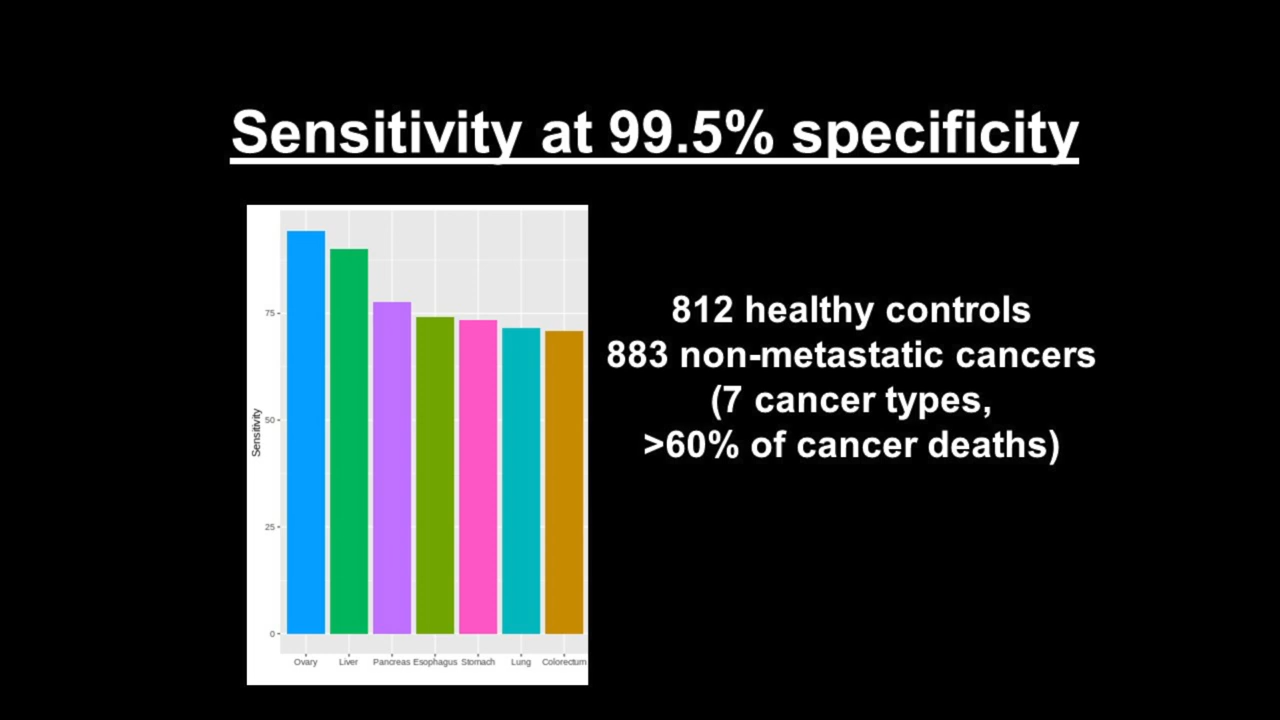 Sensitivity at 99.5% specificity
Sensitivity
75
50
25
0
Ovary Liver Pancreas Esophagus Stomach Lung Colorectum
812 healthy controls
883 non-metastatic cancers
(7 cancer types,
>60% of cancer deaths)